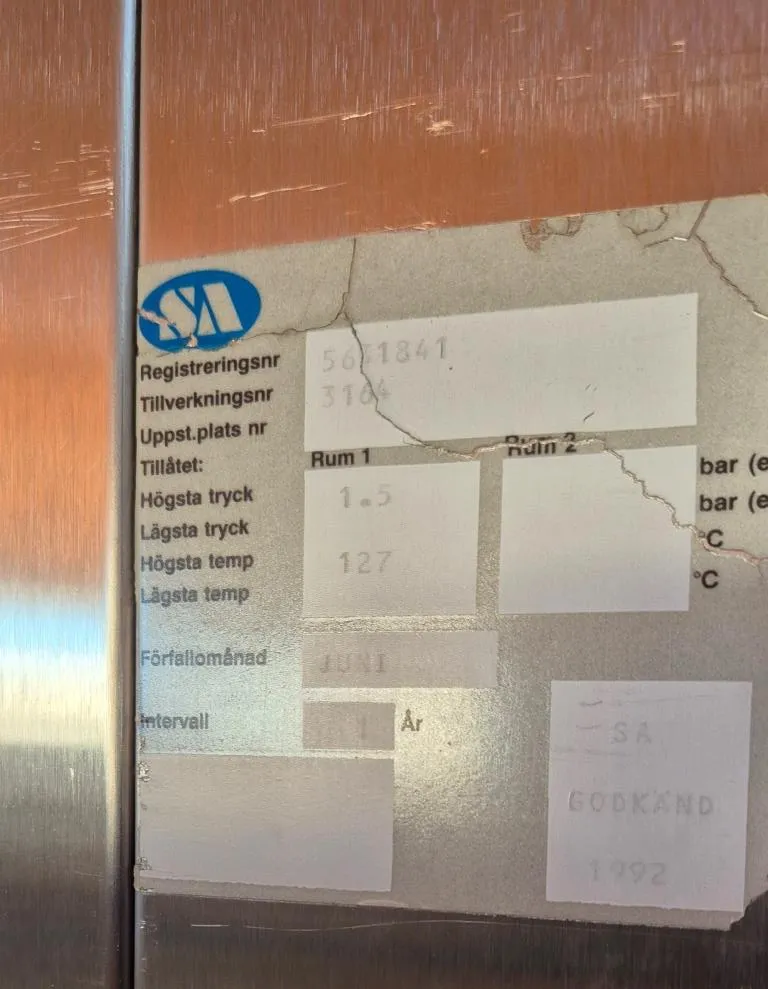 SA
Registreringsnr 5631841
Tillverkningsnr 3164
Uppst.plats nr
Tillåtet: Rum 1 Rum 2 bar (e
Högsta tryck 1.5 bar (e
Lägsta tryck °C
Högsta temp 127 °C
Lägsta temp
Förfallomånad JUNI
Intervall 1 År
SA
GODKÄND
1992